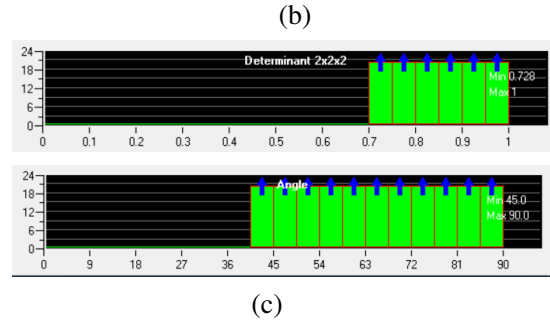 (b)
Determinant 2x2x2
24
18
12
6
0
Min 0.728
Max 1
0 0.1 0.2 0.3 0.4 0.5 0.6 0.7 0.8 0.9 1
Angle
24
18
12
6
0
Min 45.0
Max 90.0
0 9 18 27 36 45 54 63 72 81 90
(c)